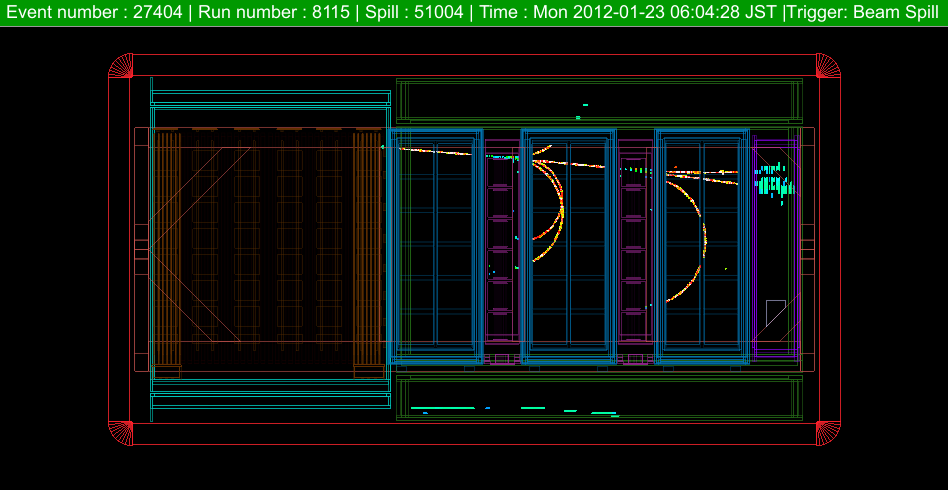 Event number : 27404 | Run number : 8115 | Spill : 51004 | Time : Mon 2012-01-23 06:04:28 JST |Trigger: Beam Spill